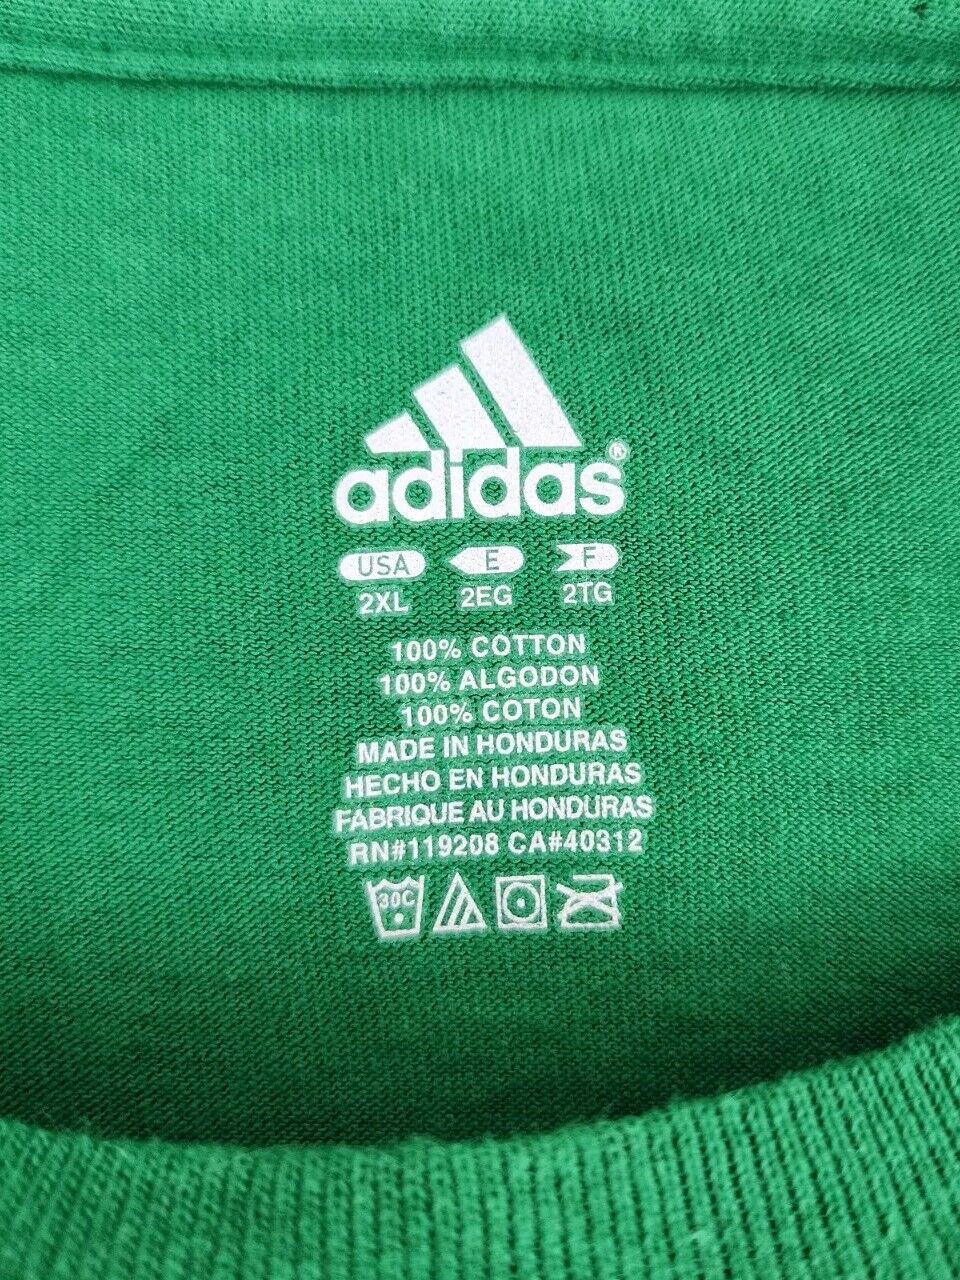 adidas®
USA E F
2XL 2EG 2TG
100% COTTON
100% ALGODON
100% COTON
MADE IN HONDURAS
HECHO EN HONDURAS
FABRIQUE AU HONDURAS
RN#119208 CA#40312
30C